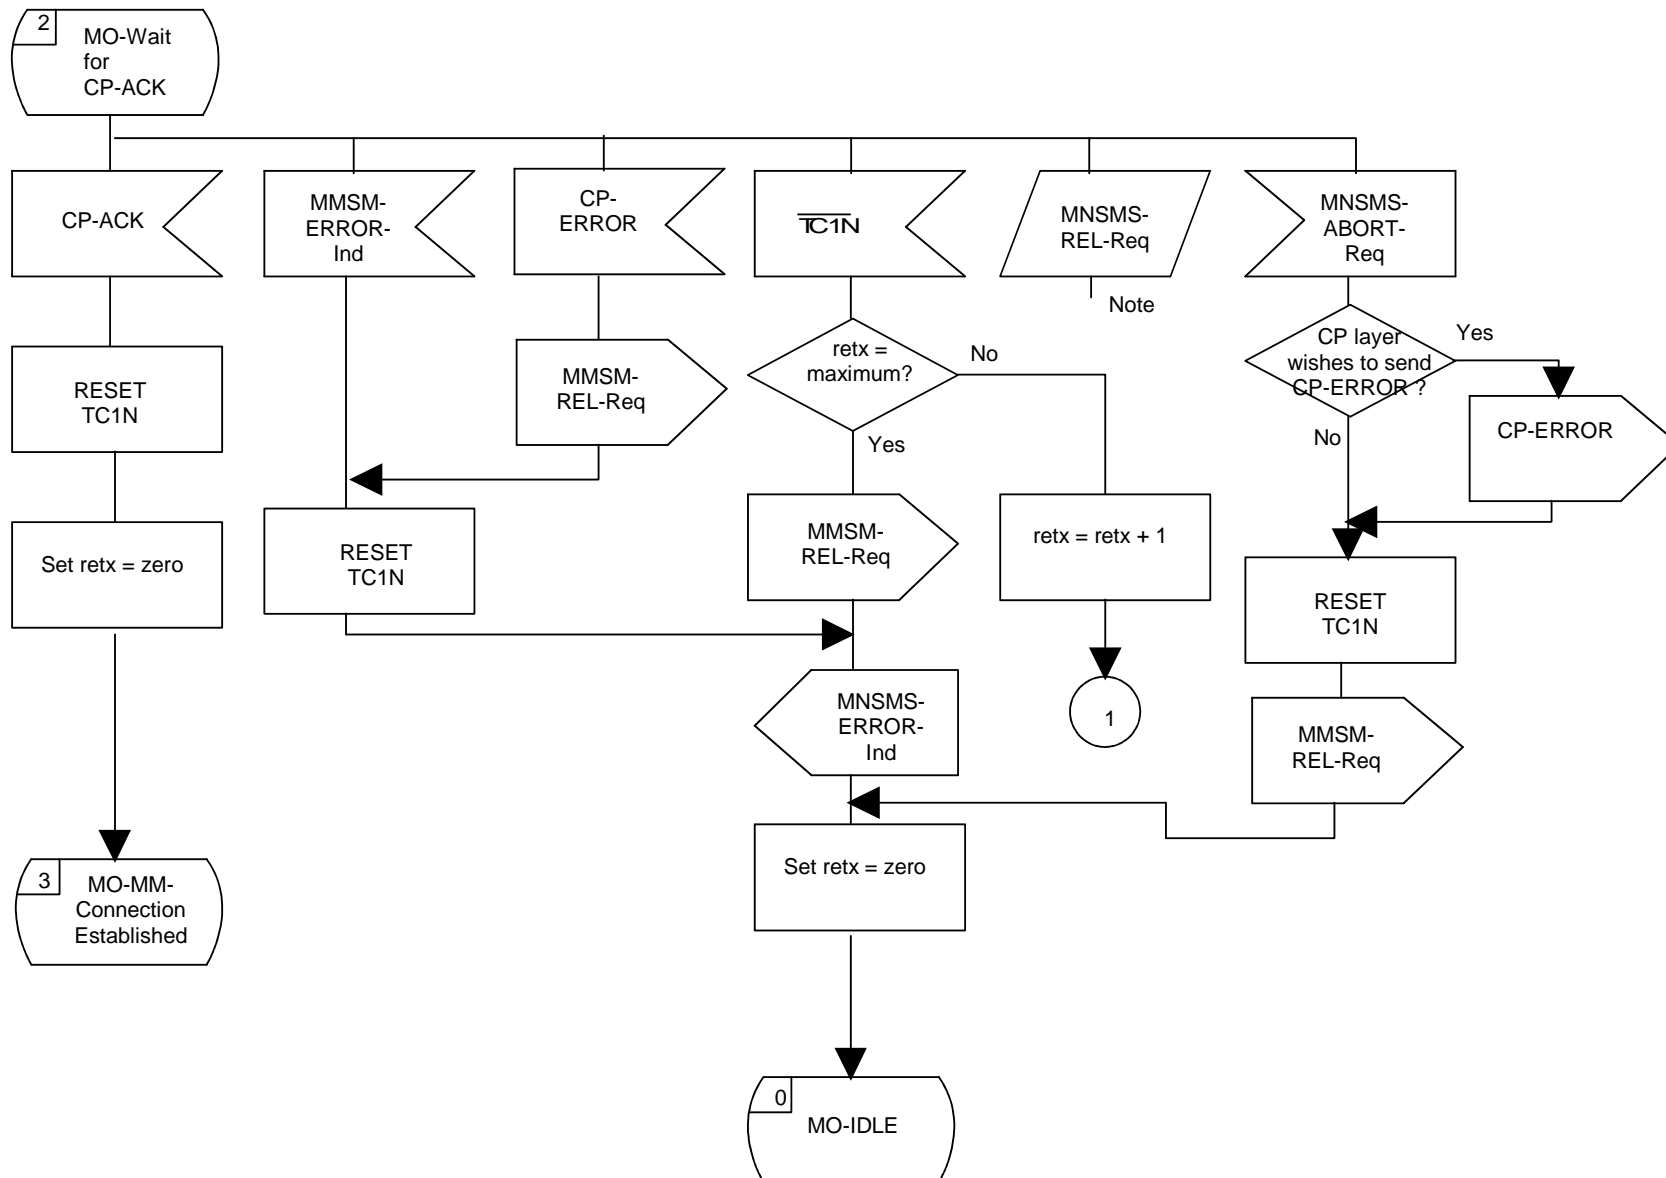 2
MO-Wait
for
CP-ACK
CP-ACK
MMSM-
ERROR-
Ind
CP-
ERROR
TC1N
MNSMS-
REL-Req
MNSMS-
ABORT-
Req
Note
RESET
TC1N
MMSM-
REL-Req
retx =
maximum?
No
Yes
CP layer
wishes to send
CP-ERROR ?
Yes
No
CP-ERROR
Set retx = zero
RESET
TC1N
MMSM-
REL-Req
retx = retx + 1
RESET
TC1N
MNSMS-
ERROR-
Ind
1
MMSM-
REL-Req
Set retx = zero
3
MO-MM-
Connection
Established
0
MO-IDLE